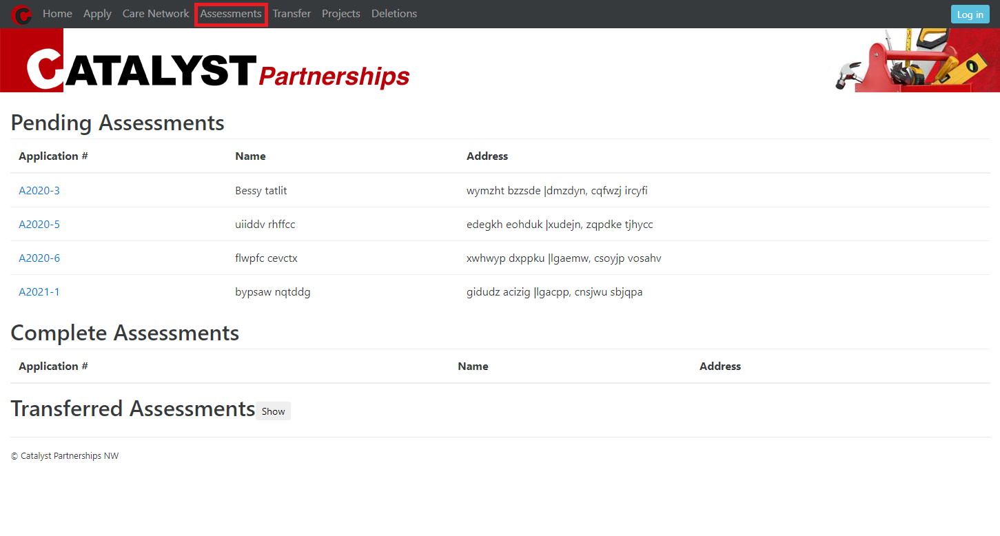 Home Apply Care Network Assessments Transfer Projects Deletions Log in
CATALYST Partnerships
Pending Assessments
Application # Name Address
A2020-3 Bessy tatlit wymzht bzzsde |dmzdyn, cqfwzj ircyfi
A2020-5 uiiddv rhffcc edegkh eohduk |xudejn, zqpdke tjhycc
A2020-6 flwpfc cevctx xwhwyp dxppku |lgaemw, csoyjp vosahv
A2021-1 bypsaw nqtddg gidudz acizig |lgacpp, cnsjwu sbjqpa
Complete Assessments
Application # Name Address
Transferred Assessments Show
© Catalyst Partnerships NW